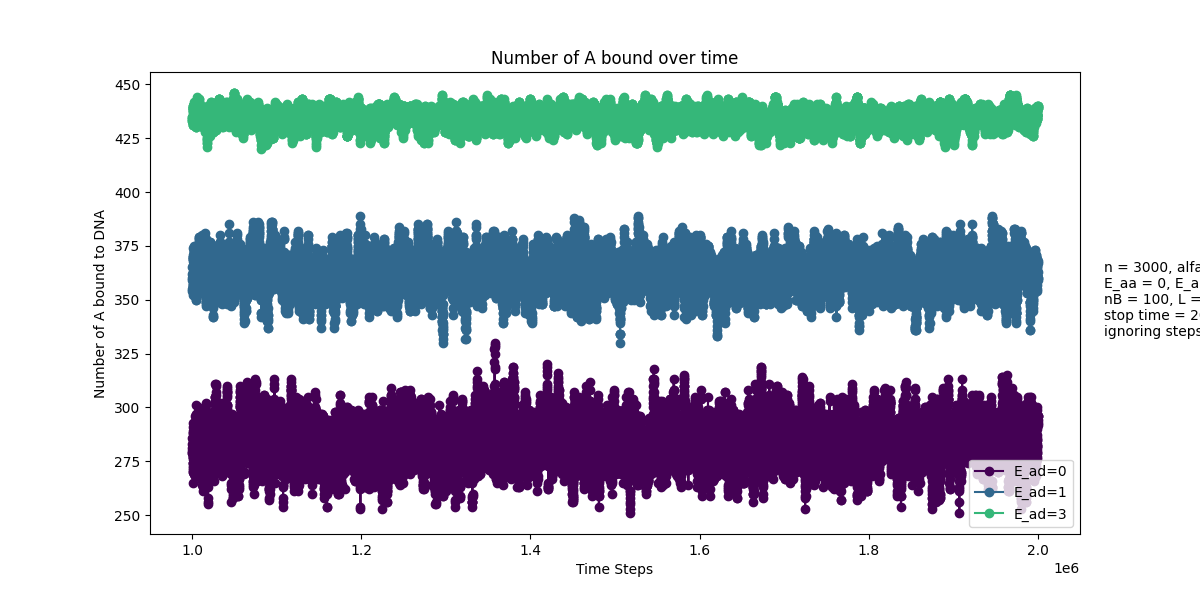 Number of A bound over time
Number of A bound to DNA
450
425
400
375
350
325
300
275
250
1.0
1.2
1.4
1.6
1.8
2.0
1e6
Time Steps
E_ad=0
E_ad=1
E_ad=3
n = 3000, alfa
E_aa = 0, E_a
nB = 100, L =
stop time = 2
ignoring steps